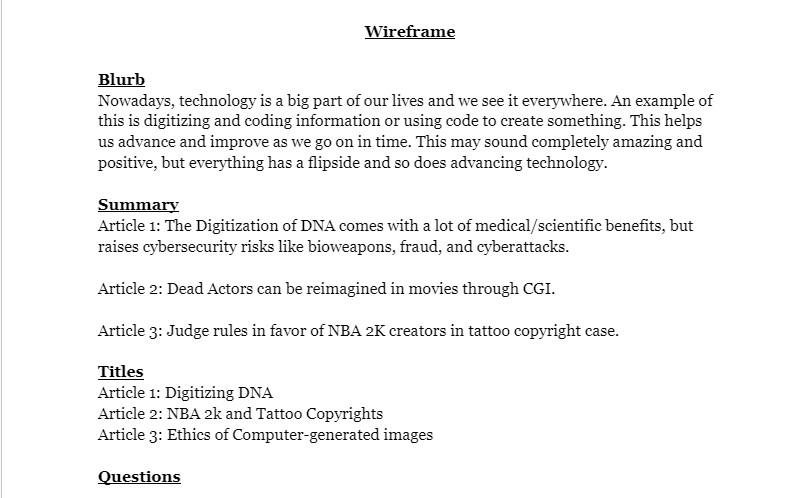 Wireframe
Blurb
Nowadays, technology is a big part of our lives and we see it everywhere. An example of
this is digitizing and coding information or using code to create something. This helps
us advance and improve as we go on in time. This may sound completely amazing and
positive, but everything has a flipside and so does advancing technology.
Summary
Article 1: The Digitization of DNA comes with a lot of medical/scientific benefits, but
raises cybersecurity risks like bioweapons, fraud, and cyberattacks.
Article 2: Dead Actors can be reimagined in movies through CGI.
Article 3: Judge rules in favor of NBA 2K creators in tattoo copyright case.
Titles
Article 1: Digitizing DNA
Article 2: NBA 2k and Tattoo Copyrights
Article 3: Ethics of Computer-generated images
Questions